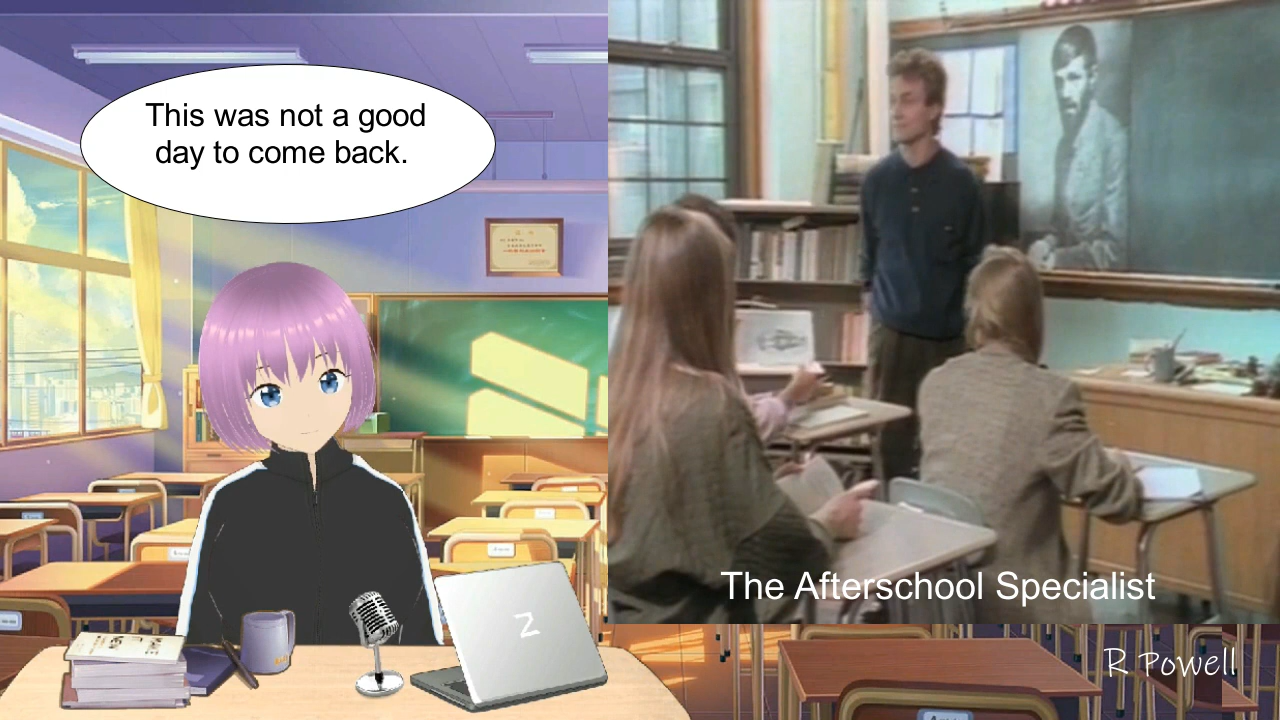 This was not a good
day to come back.
The Afterschool Specialist
R Powell
Z